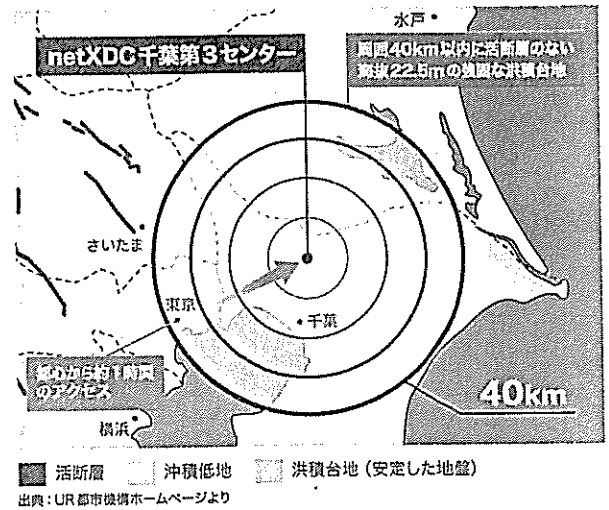 水戸
netXDC千葉第3センター
周囲40km以内に活断層のない
海抜22.5mの強固な洪積台地
さいたま
東京
千葉
都心から約1時間
のアクセス
横浜
40km
活断層
沖積低地
洪積台地（安定した地盤）
出典：UR都市機構ホームページより